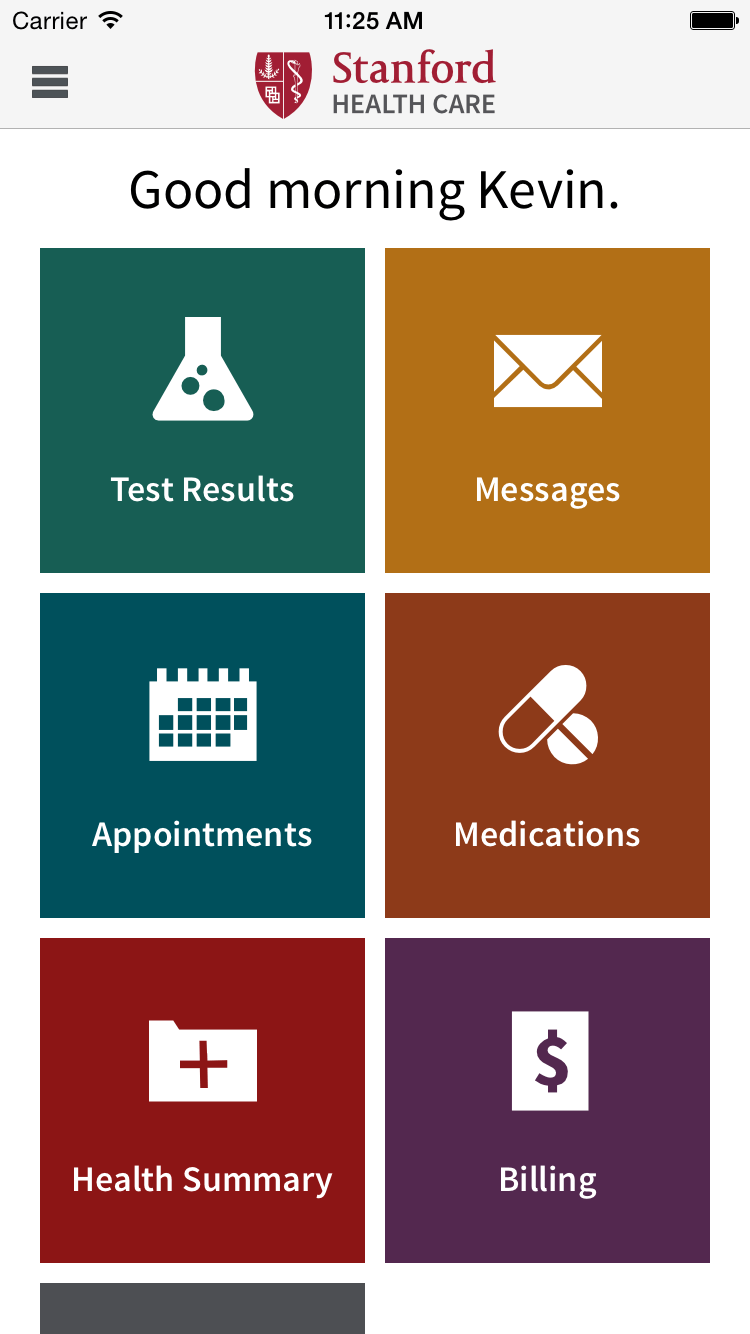 Carrier 11:25 AM
Stanford
HEALTH CARE
Good morning Kevin.
Test Results
Messages
Appointments
Medications
Health Summary
$
Billing